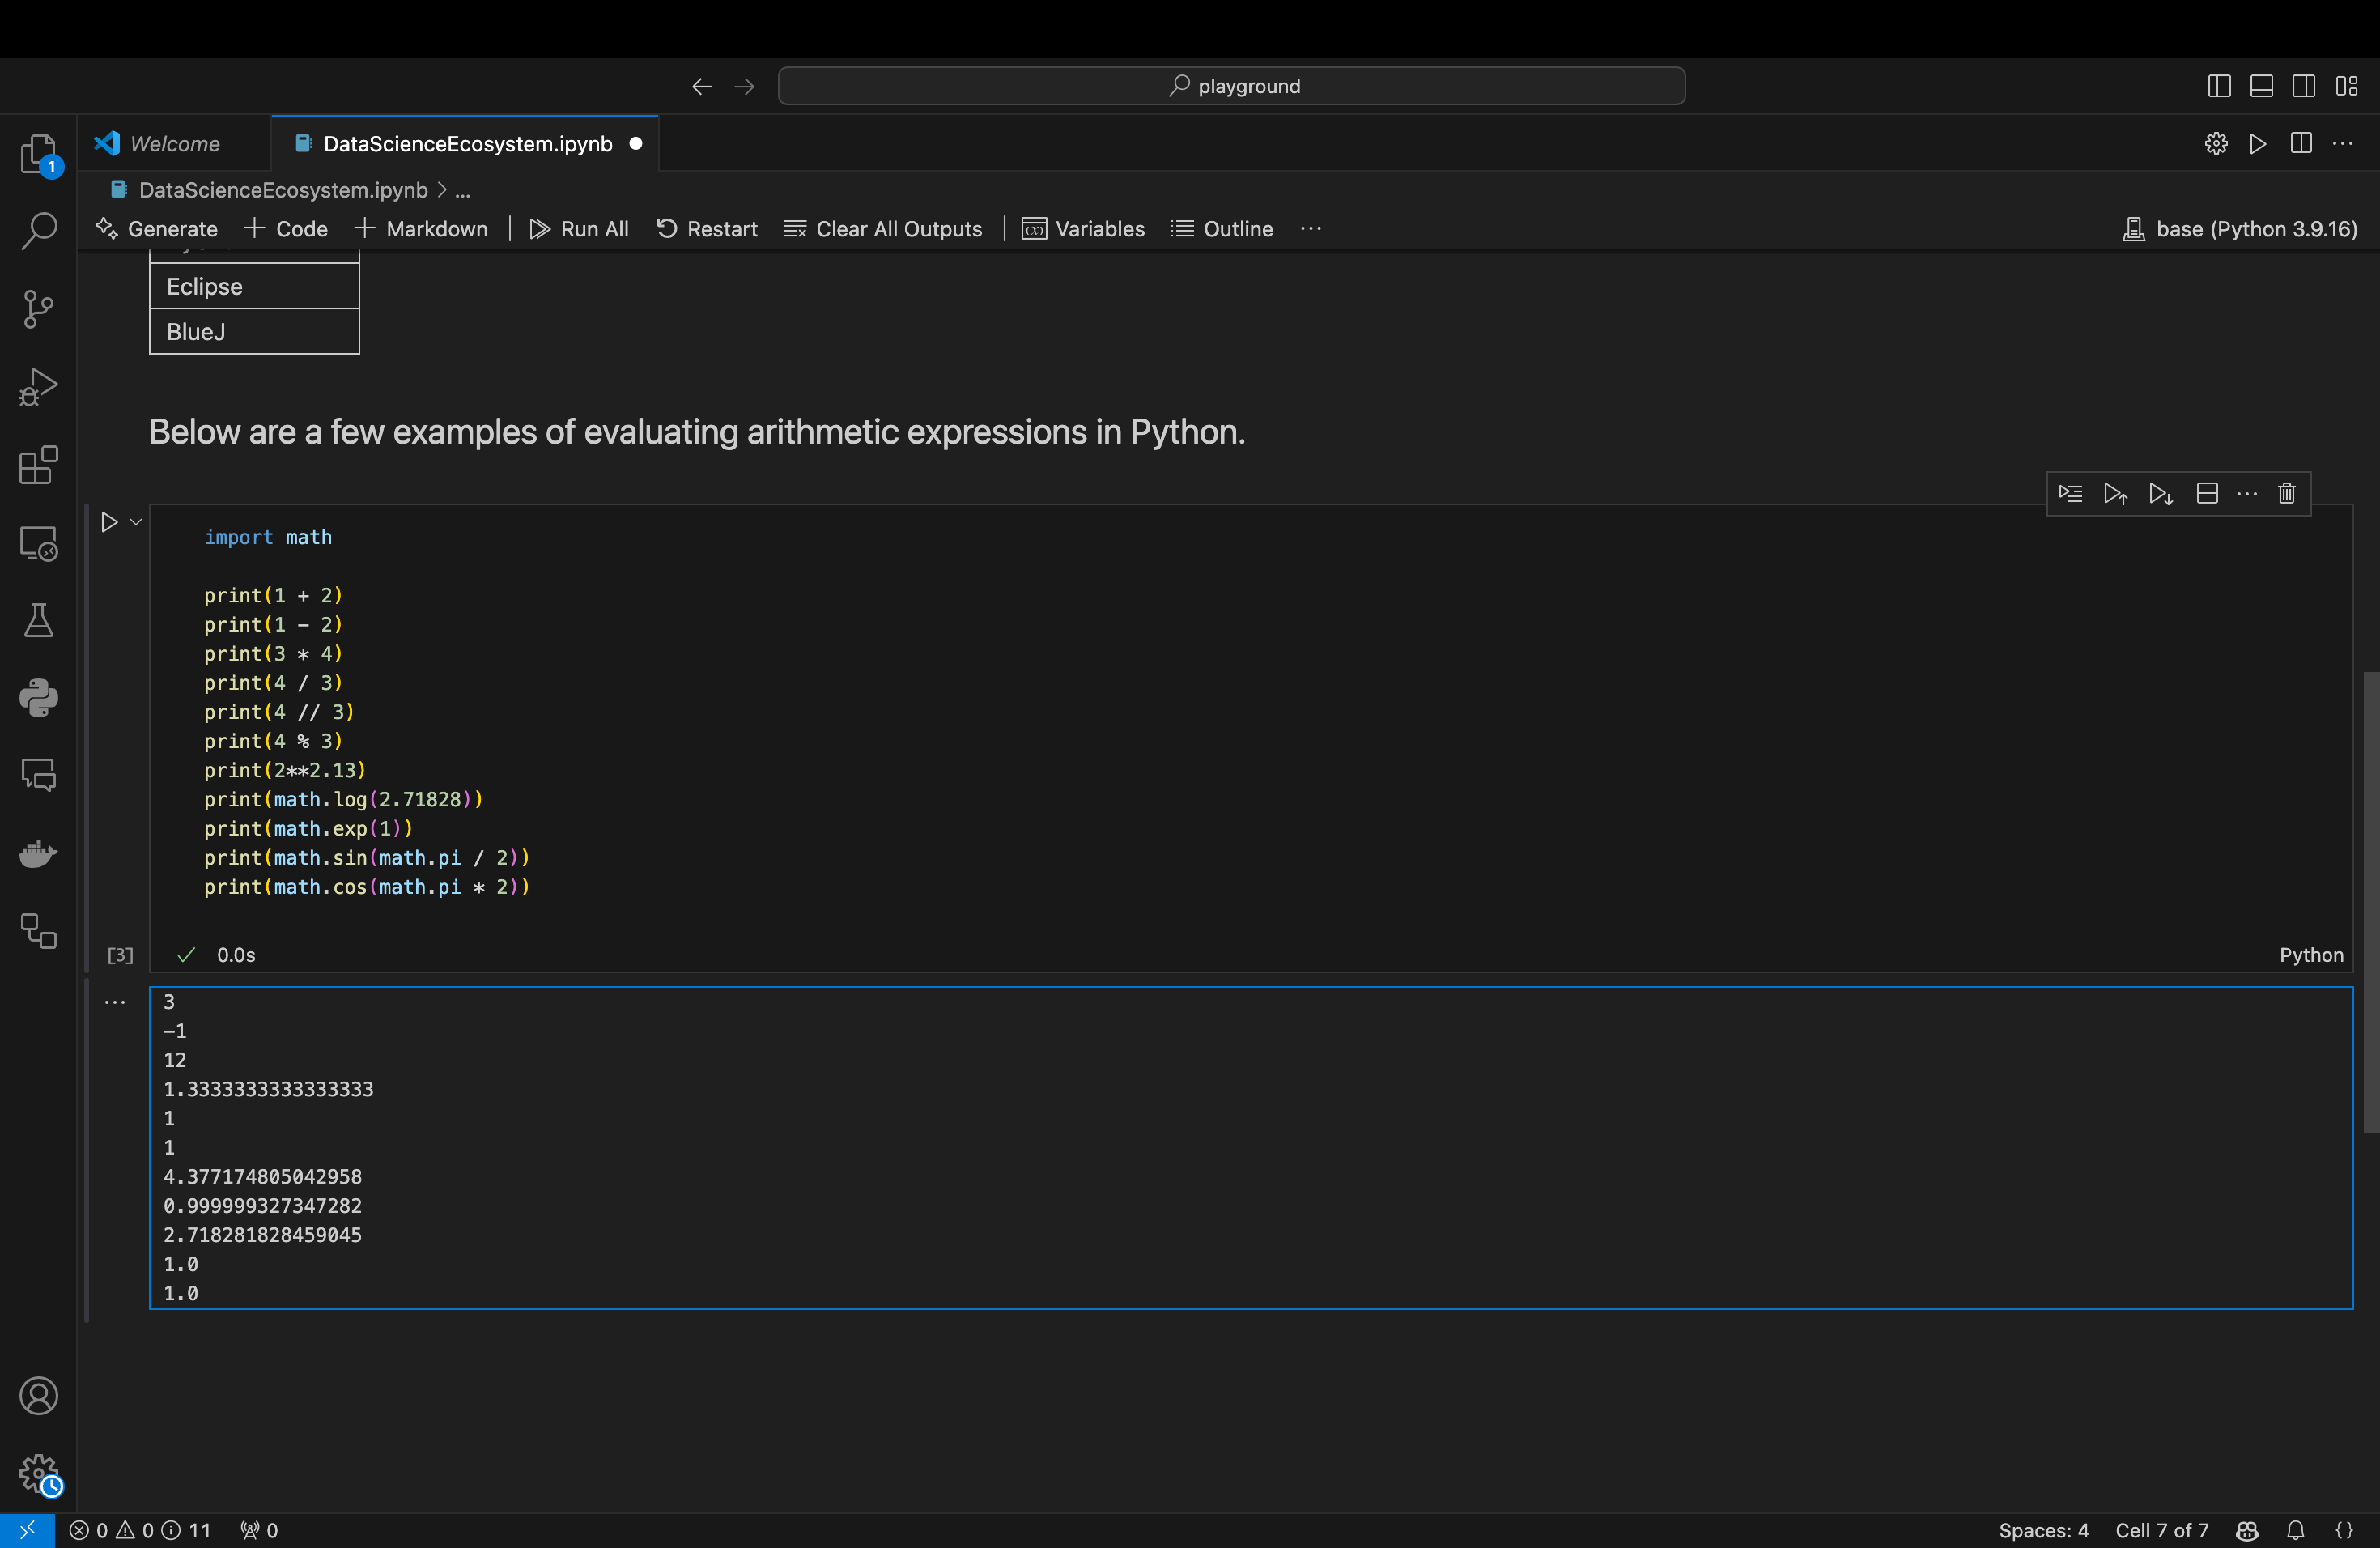 playground
Welcome
DataScienceEcosystem.ipynb
DataScienceEcosystem.ipynb > ...
Generate + Code + Markdown Run All Restart Clear All Outputs Variables Outline ... base (Python 3.9.16)
Eclipse
BlueJ
Below are a few examples of evaluating arithmetic expressions in Python.
import math
print(1 + 2)
print(1 - 2)
print(3 * 4)
print(4 / 3)
print(4 // 3)
print(4 % 3)
print(2**2.13)
print(math.log(2.71828))
print(math.exp(1))
print(math.sin(math.pi / 2))
print(math.cos(math.pi * 2))
[3] 0.0s Python
3
-1
12
1.3333333333333333
1
1
4.377174805042958
0.999999327347282
2.718281828459045
1.0
1.0
1
0 0 11 0 Spaces: 4 Cell 7 of 7 {}